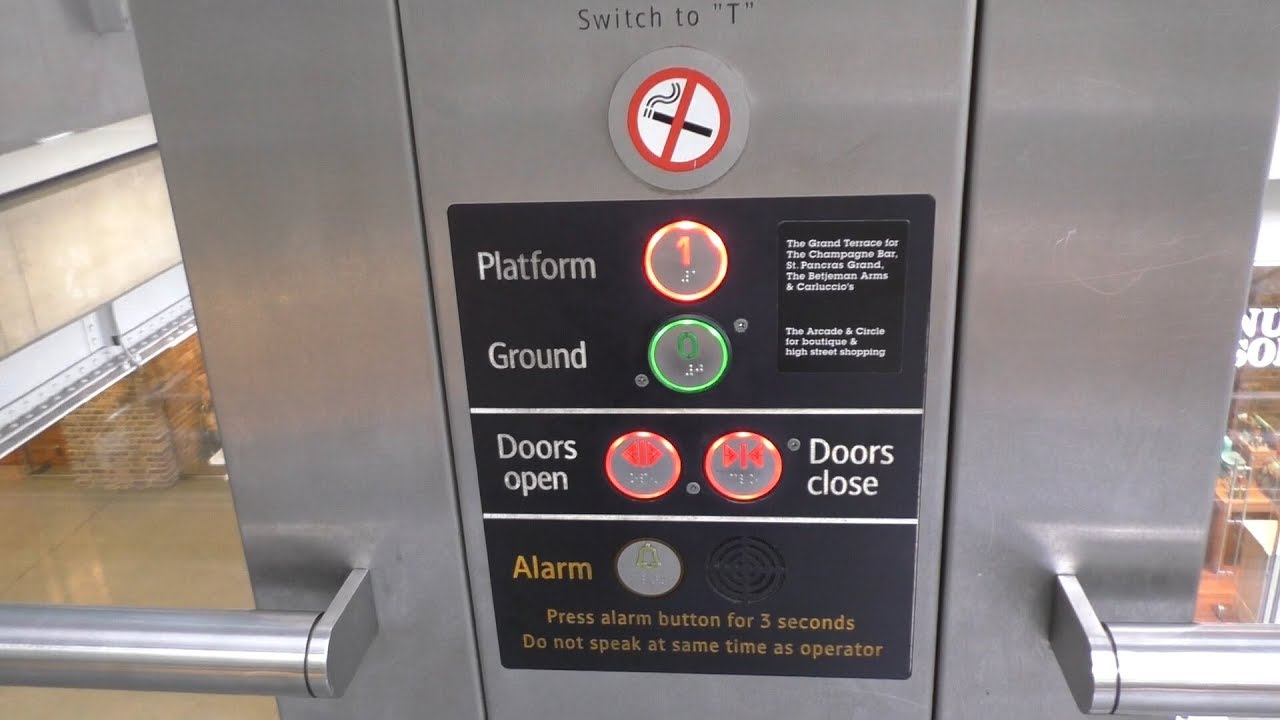 Switch to "T"
Platform
1
The Grand Terrace for
The Champagne Bar,
St. Pancras Grand,
The Betjeman Arms
& Carluccio's
Ground
0
The Arcade & Circle
for boutique &
high street shopping
Doors
open
Doors
close
Alarm
Press alarm button for 3 seconds
Do not speak at same time as operator